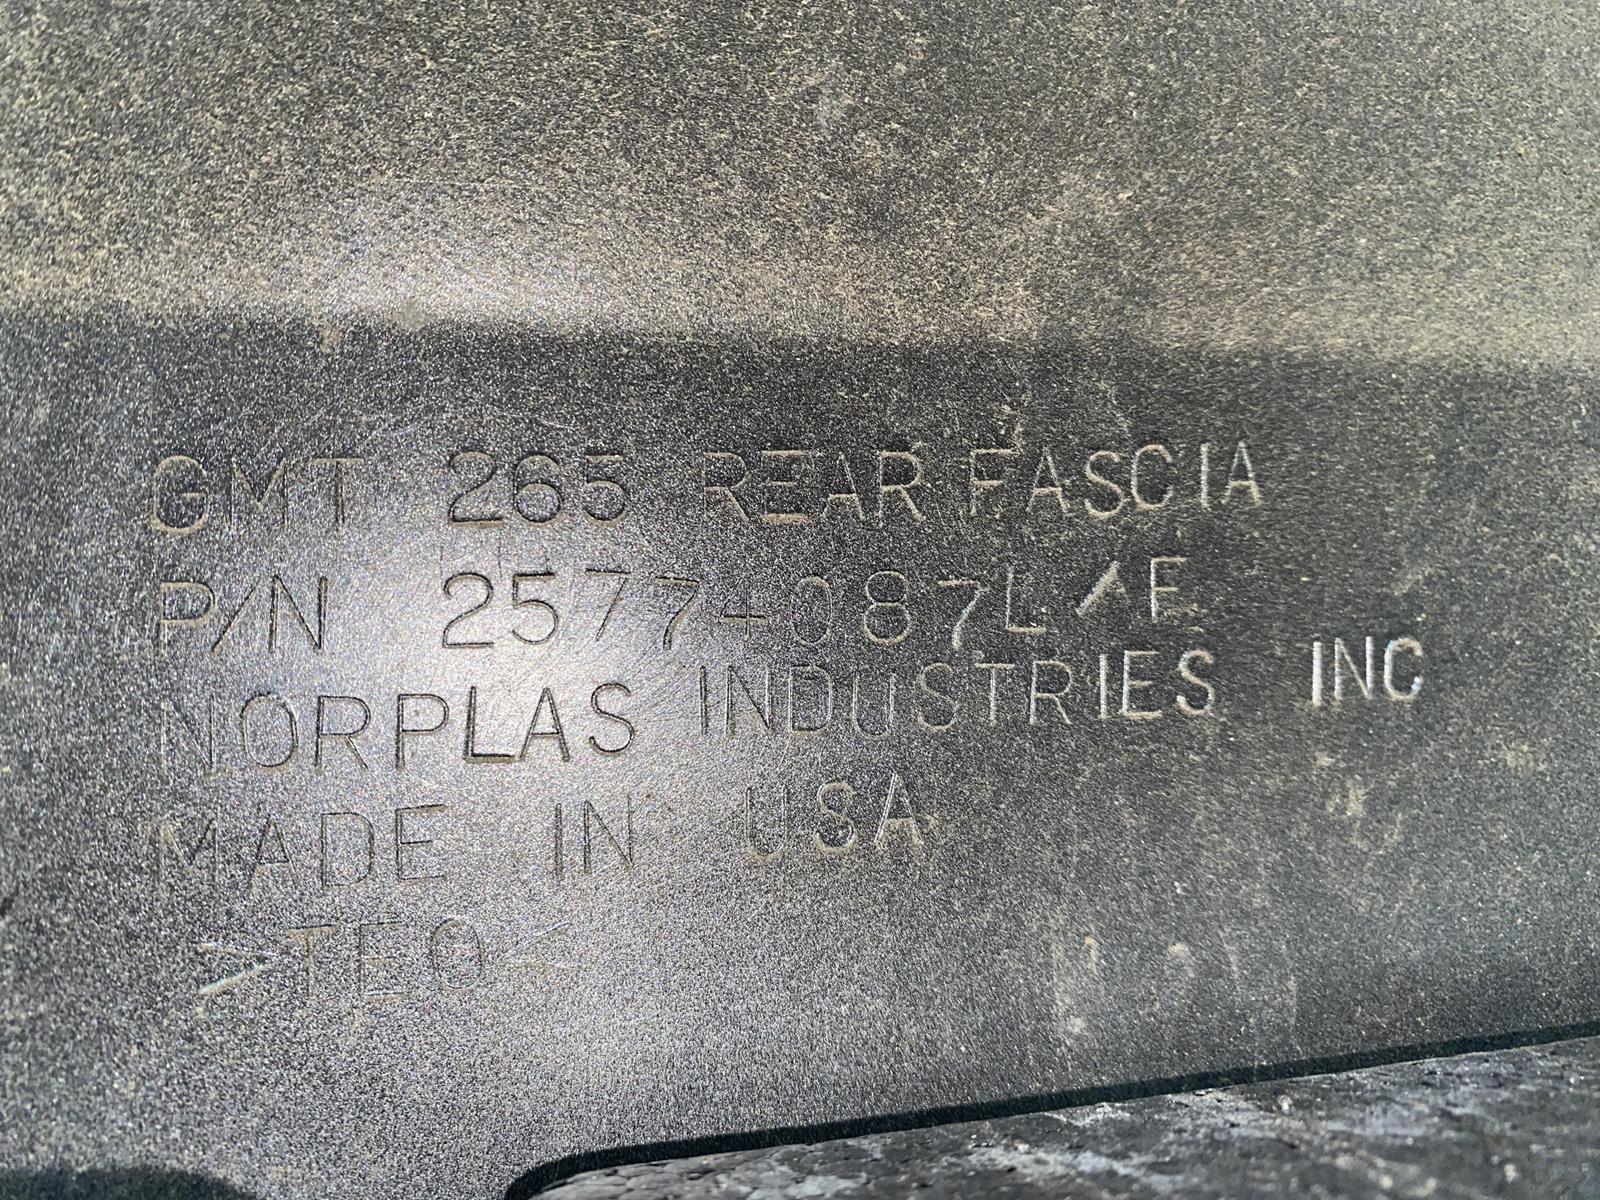 GMT 265 REAR FASCIA
P/N 25774087L/F
NORPLAS INDUSTRIES INC
MADE IN USA
>TEO<